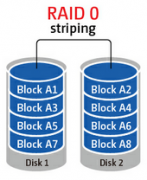 RAID 0
striping
Block A1
Block A3
Block A5
Block A7
Disk 1
Block A2
Block A4
Block A6
Block A8
Disk 2